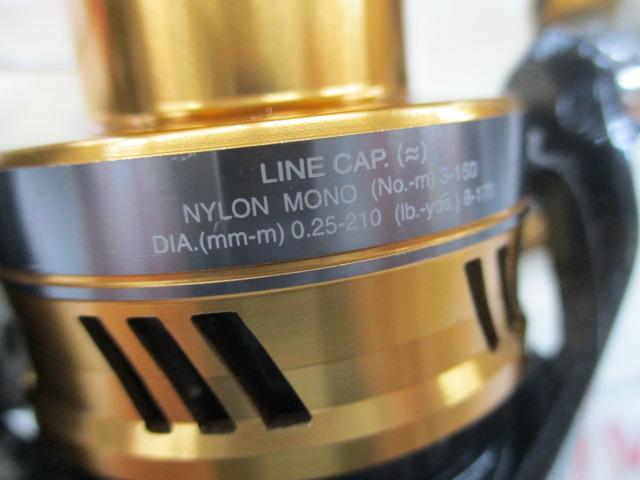 LINE CAP. (≈)
NYLON MONO (No.-m) 3-150
DIA.(mm-m) 0.25-210 (lb.-yds.) 8-170